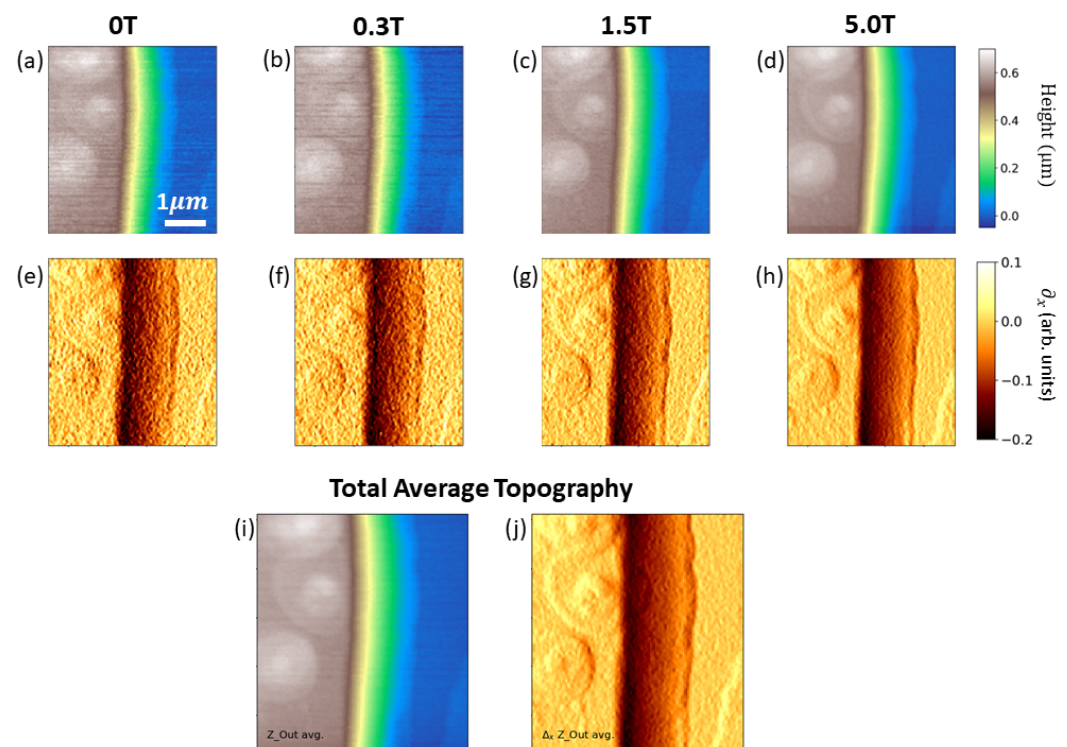 0T 0.3T 1.5T 5.0T
(a) (b) (c) (d)
1μm
0.6
0.4
0.2
0.0
Height (μm)
(e) (f) (g) (h)
0.1
0.0
−0.1
−0.2
∂x (arb. units)
Total Average Topography
(i) (j)
Z_Out avg. Δx Z_Out avg.